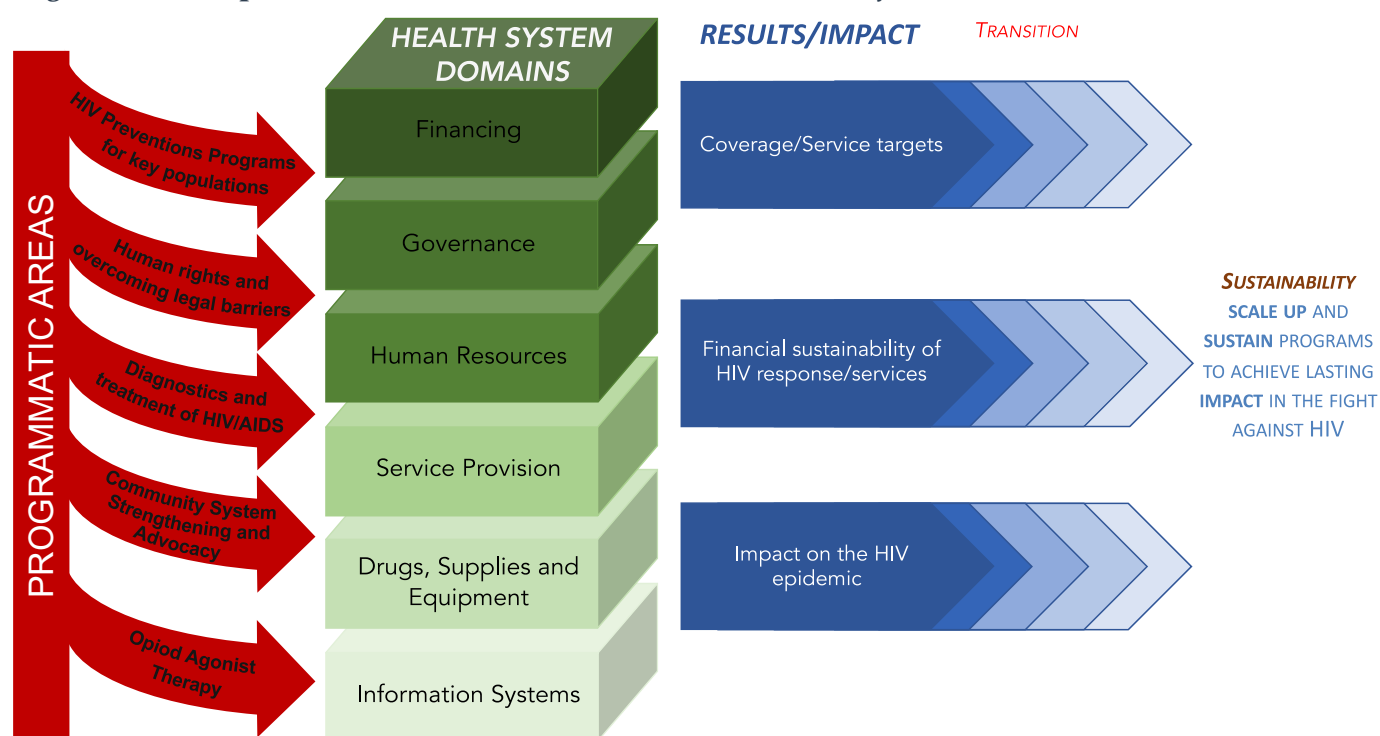 PROGRAMMATIC AREAS
HIV Preventions Programs
for key populations
Human rights and
overcoming legal barriers
Diagnostics and
treatment of HIV/AIDS
Community System
Strengthening and
Advocacy
Opiod Agonist
Therapy
HEALTH SYSTEM
DOMAINS
Financing
Governance
Human Resources
Service Provision
Drugs, Supplies and
Equipment
Information Systems
RESULTS/IMPACT
TRANSITION
Coverage/Service targets
Financial sustainability of
HIV response/services
Impact on the HIV
epidemic
SUSTAINABILITY
SCALE UP AND
SUSTAIN PROGRAMS
TO ACHIEVE LASTING
IMPACT IN THE FIGHT
AGAINST HIV